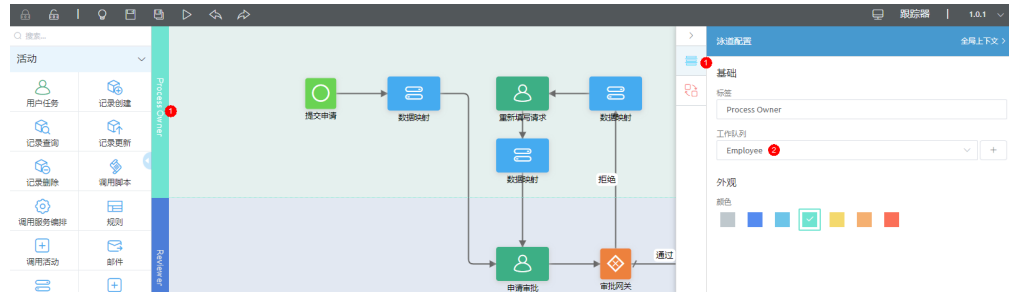 跟踪器
1.0.1
搜索...
活动
用户任务
记录创建
记录查询
记录更新
记录删除
调用脚本
调用服务编排
规则
调用活动
邮件
Process Owner
1
Reviewer
提交申请
数据映射
重新填写请求
数据映射
数据映射
拒绝
申请审批
审批网关
通过
1
泳道配置
全局上下文
基础
标签
Process Owner
工作队列
Employee
2
外观
颜色